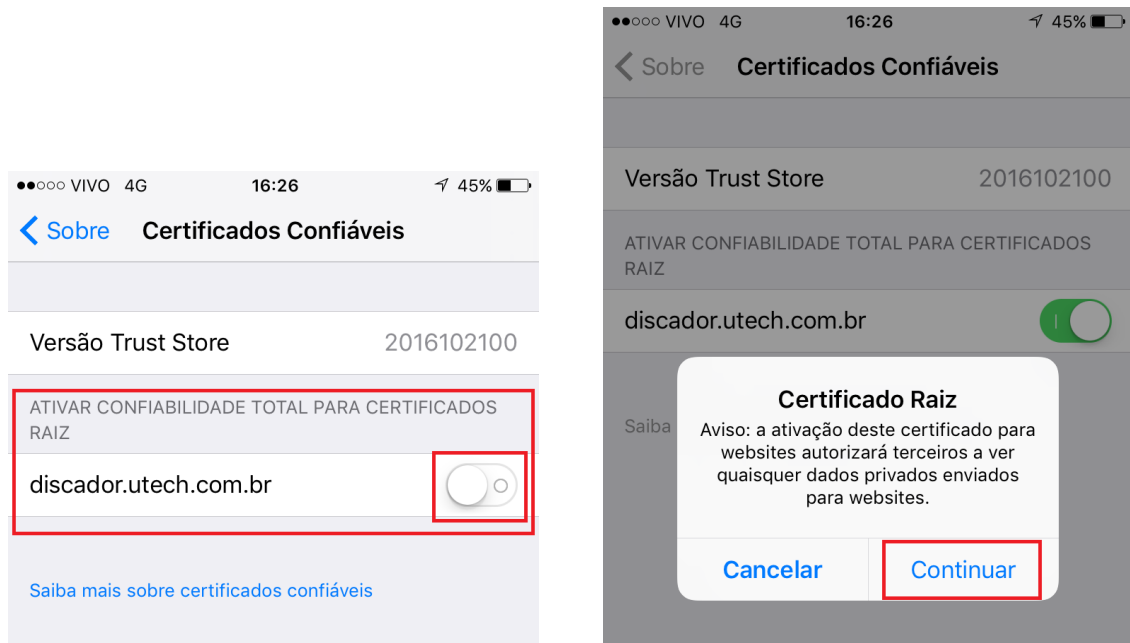 VIVO 4G 16:26 45%
Sobre Certificados Confiáveis
Versão Trust Store 2016102100
ATIVAR CONFIABILIDADE TOTAL PARA CERTIFICADOS
RAIZ
discador.utech.com.br
Saiba mais sobre certificados confiáveis
VIVO 4G 16:26 45%
Sobre Certificados Confiáveis
Versão Trust Store 2016102100
ATIVAR CONFIABILIDADE TOTAL PARA CERTIFICADOS
RAIZ
discador.utech.com.br
Saiba
Certificado Raiz
Aviso: a ativação deste certificado para
websites autorizará terceiros a ver
quaisquer dados privados enviados
para websites.
Cancelar Continuar